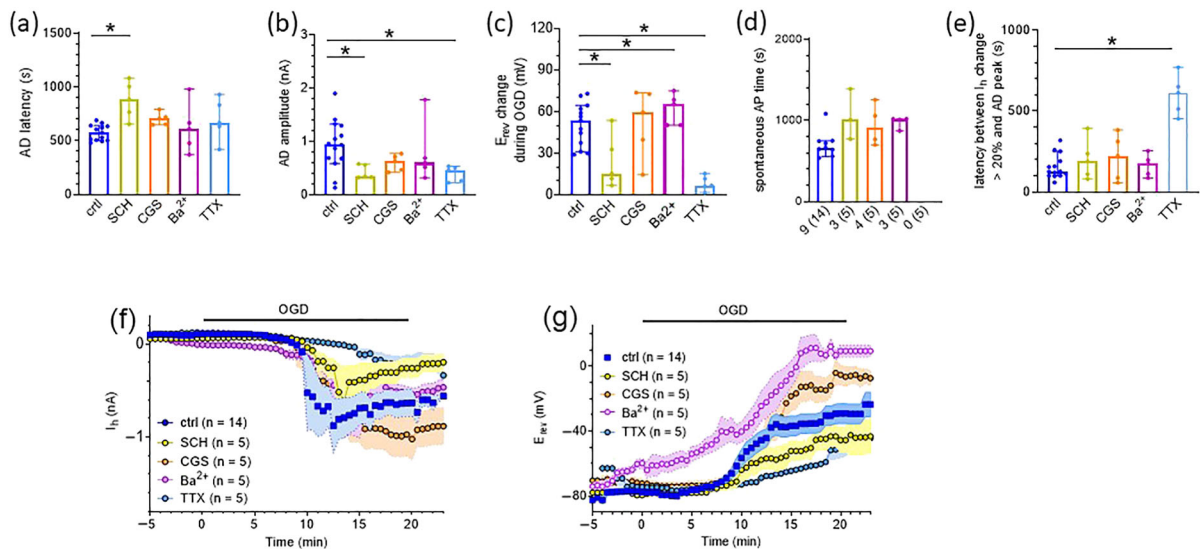 (a)
AD latency (s)
1500
1000
500
0
*
crtl
SCH
CGS
Ba2+
TTX
(b)
AD amplitude (nA)
3
2
1
0
*
*
ctrl
SCH
CGS
Ba2+
TTX
(c)
Erev change
during OGD (mV)
120
90
60
30
0
*
*
*
ctrl
SCH
CGS
Ba2+
TTX
(d)
spontaneous AP time (s)
2000
1000
0
9 (14)
3 (5)
4 (5)
3 (5)
0 (5)
(e)
latency between Ih change
> 20% and AD peak (s)
1000
500
0
*
crtl
SCH
CGS
Ba2+
TTX
(f)
OGD
Ih(nA)
0
−1
ctrl (n = 14)
SCH (n = 5)
CGS (n = 5)
Ba2+ (n = 5)
TTX (n = 5)
−5 0 5 10 15 20
Time (min)
(g)
OGD
Erev (mV)
0
−40
−80
ctrl (n = 14)
SCH (n = 5)
CGS (n = 5)
Ba2+ (n = 5)
TTX (n = 5)
−5 0 5 10 15 20
Time (min)